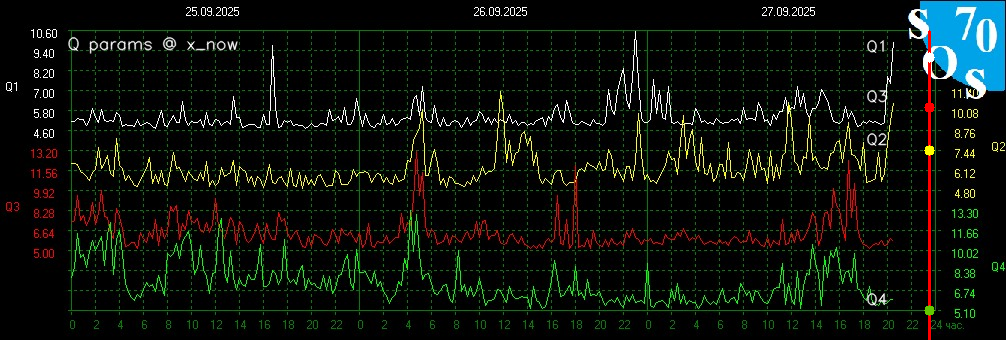 25.09.2025 26.09.2025 27.09.2025
Q params @ x_now
SOS 70
Q1
10.60
9.40
8.20
7.00
5.80
4.60
Q3
13.20
11.56
9.92
8.28
6.64
5.00
Q1
Q3
Q2
Q4
10.08
8.76
7.44
6.12
4.80
Q2
13.30
11.66
10.02
8.38
6.74
5.10
Q4
0 2 4 6 8 10 12 14 16 18 20 22 0 2 4 6 8 10 12 14 16 18 20 22 0 2 4 6 8 10 12 14 16 18 20 22 24 час.